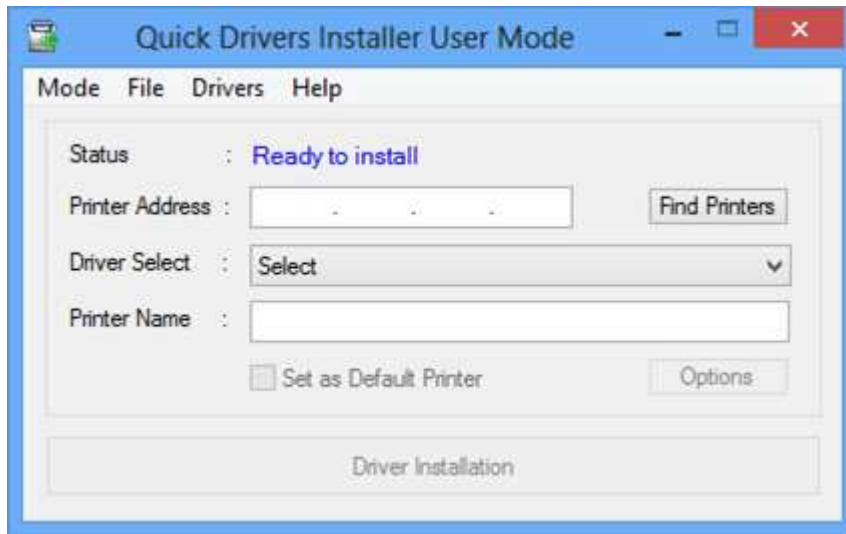 Quick Drivers Installer User Mode
Mode File Drivers Help
Status : Ready to install
Printer Address : . . . Find Printers
Driver Select : Select
Printer Name :
Set as Default Printer Options
Driver Installation